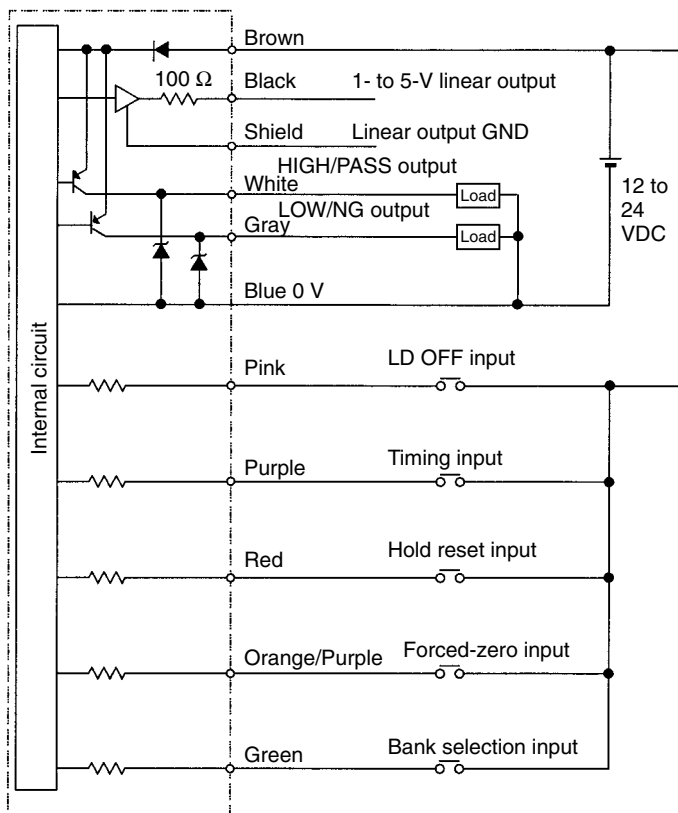 Brown
100 Ω
Black
1- to 5-V linear output
Shield
Linear output GND
HIGH/PASS output
White
Load
12 to
24
VDC
LOW/NG output
Gray
Load
Blue 0 V
Internal circuit
Pink
LD OFF input
Purple
Timing input
Red
Hold reset input
Orange/Purple
Forced-zero input
Green
Bank selection input